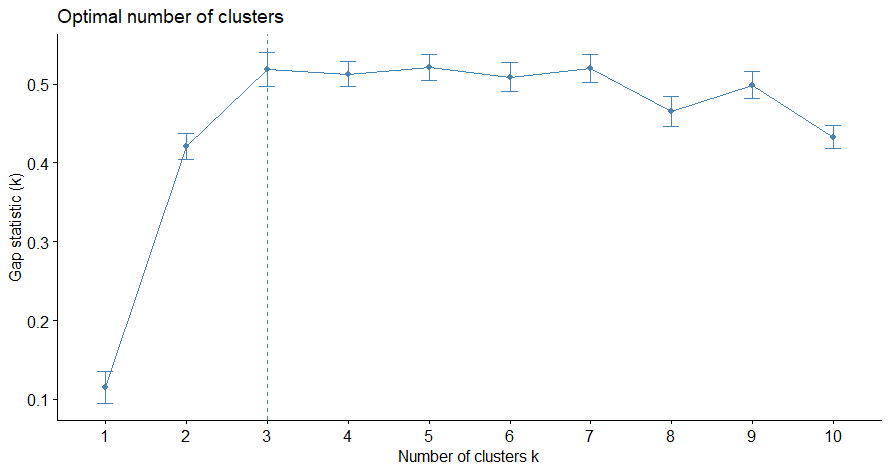 Optimal number of clusters
Gap statistic (k)
0.5
0.4
0.3
0.2
0.1
1 2 3 4 5 6 7 8 9 10
Number of clusters k